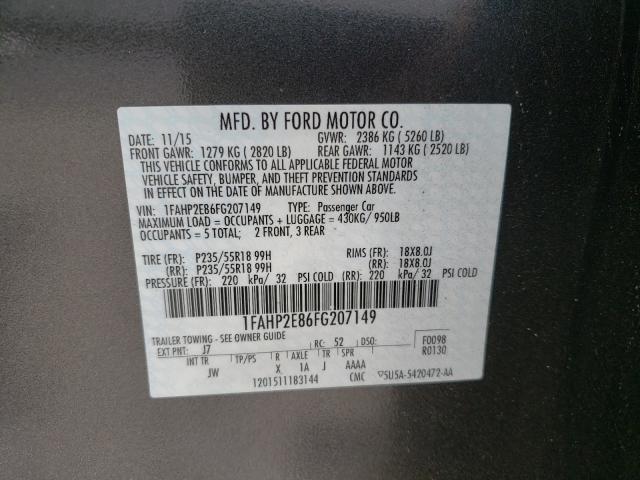 MFD. BY FORD MOTOR CO.
DATE: 11/15 GVWR: 2386 KG ( 5260 LB)
FRONT GAWR: 1279 KG ( 2820 LB) REAR GAWR: 1143 KG ( 2520 LB)
THIS VEHICLE CONFORMS TO ALL APPLICABLE FEDERAL MOTOR
VEHICLE SAFETY, BUMPER, AND THEFT PREVENTION STANDARDS
IN EFFECT ON THE DATE OF MANUFACTURE SHOWN ABOVE.
VIN: 1FAHP2E86FG207149 TYPE: Passenger Car
MAXIMUM LOAD = OCCUPANTS + LUGGAGE = 430KG/ 950LB
OCCUPANTS = 5 TOTAL; 2 FRONT, 3 REAR
TIRE (FR): P235/55R18 99H RIMS (FR): 18X8.0J
(RR): P235/55R18 99H (RR): 18X8.0J
PRESSURE (FR): 220 kPa/ 32 PSI COLD (RR): 220 kPa/ 32 PSI COLD
1FAHP2E86FG207149
TRAILER TOWING - SEE OWNER GUIDE
EXT PNT: J7 RC: 52 DSO: F0098
INT TR TP/PS R AXLE TR SPR R0130
JW X 1A J AAAA
1201511183144 CMC 5U5A-5420472-AA